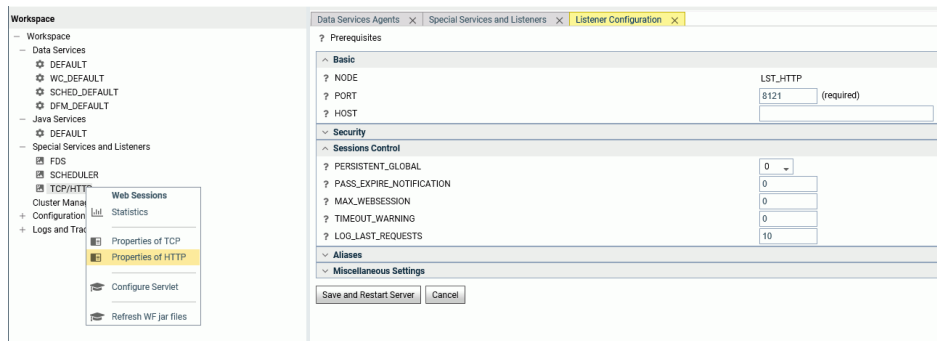 Workspace
Workspace
Data Services
DEFAULT
WC_DEFAULT
SCHED_DEFAULT
DFM_DEFAULT
Java Services
DEFAULT
Special Services and Listeners
FDS
SCHEDULER
TCP/HTTP
Cluster Mana
Configuration
Logs and Trac
Web Sessions
Statistics
Properties of TCP
Properties of HTTP
Configure Servlet
Refresh WF jar files
Data Services Agents Special Services and Listeners Listener Configuration
? Prerequisites
Basic
? NODE LST_HTTP
? PORT 8121 (required)
? HOST
Security
Sessions Control
? PERSISTENT_GLOBAL 0
? PASS_EXPIRE_NOTIFICATION 0
? MAX_WEBSESSION 0
? TIMEOUT_WARNING 0
? LOG_LAST_REQUESTS 10
Aliases
Miscellaneous Settings
Save and Restart Server Cancel